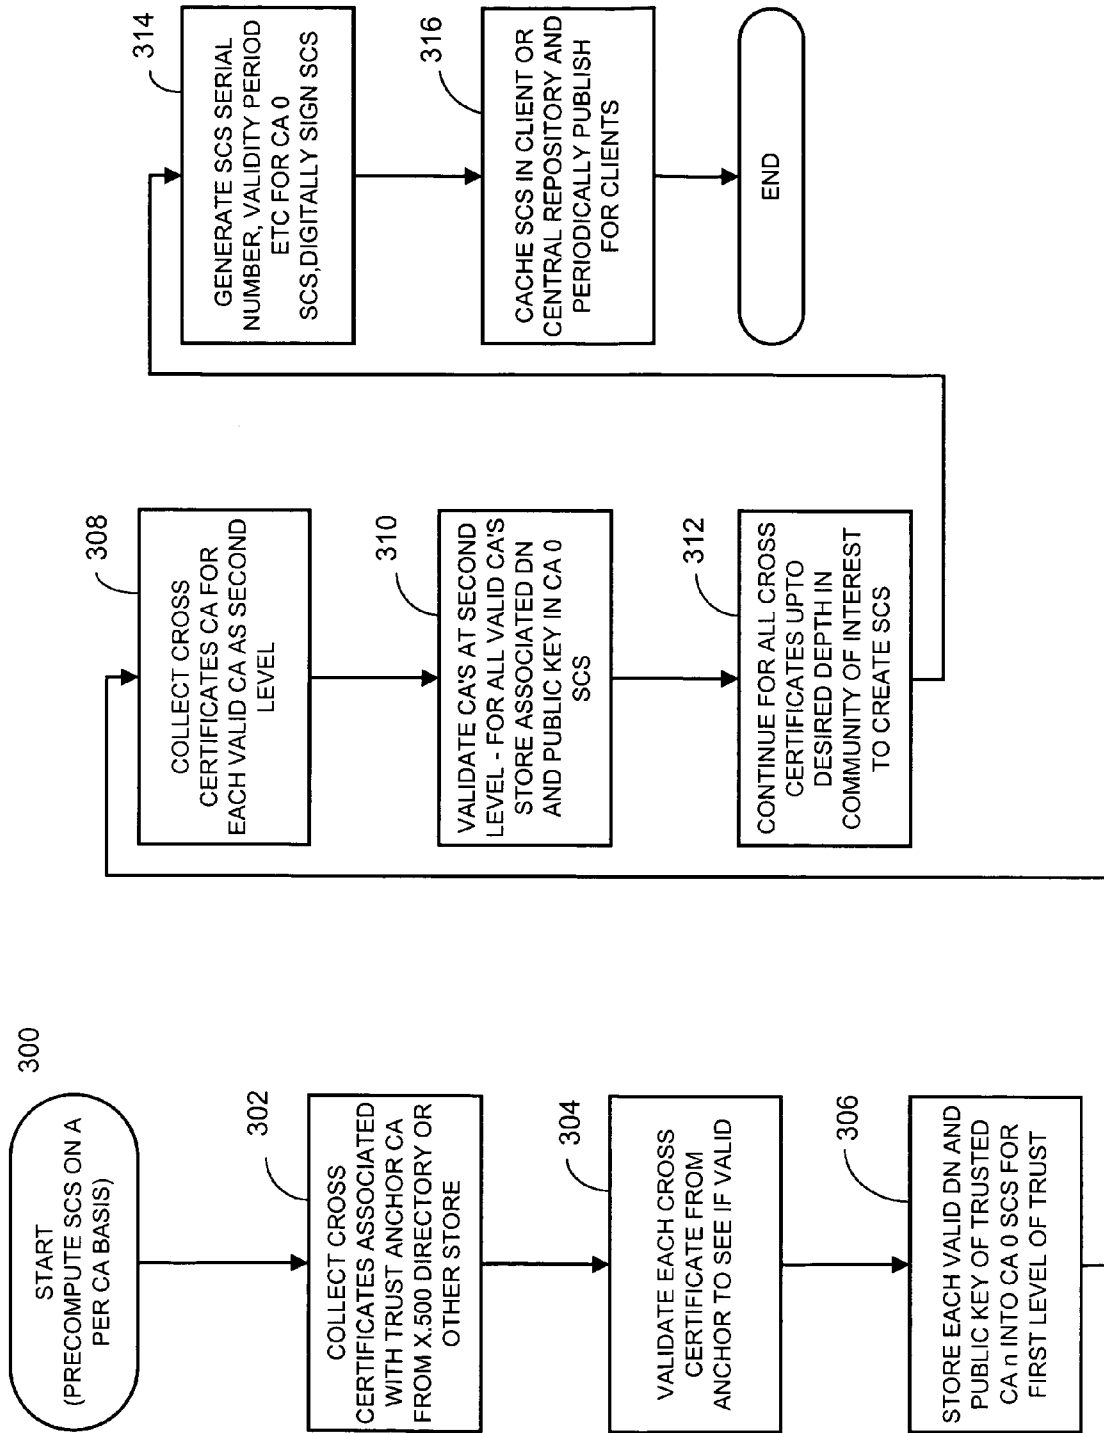 300
START
(PRECOMPUTE SCS ON A
PER CA BASIS)
302
COLLECT CROSS
CERTIFICATES ASSOCIATED
WITH TRUST ANCHOR CA
FROM X.500 DIRECTORY OR
OTHER STORE
304
VALIDATE EACH CROSS
CERTIFICATE FROM
ANCHOR TO SEE IF VALID
306
STORE EACH VALID DN AND
PUBLIC KEY OF TRUSTED
CA n INTO CA 0 SCS FOR
FIRST LEVEL OF TRUST
308
COLLECT CROSS
CERTIFICATES CA FOR
EACH VALID CA AS SECOND
LEVEL
310
VALIDATE CA'S AT SECOND
LEVEL - FOR ALL VALID CA'S
STORE ASSOCIATED DN
AND PUBLIC KEY IN CA 0
SCS
312
CONTINUE FOR ALL CROSS
CERTIFICATES UPTO
DESIRED DEPTH IN
COMMUNITY OF INTEREST
TO CREATE SCS
314
GENERATE SCS SERIAL
NUMBER, VALIDITY PERIOD
ETC FOR CA 0
SCS,DIGITALLY SIGN SCS
316
CACHE SCS IN CLIENT OR
CENTRAL REPOSITORY AND
PERIODICALLY PUBLISH
FOR CLIENTS
END